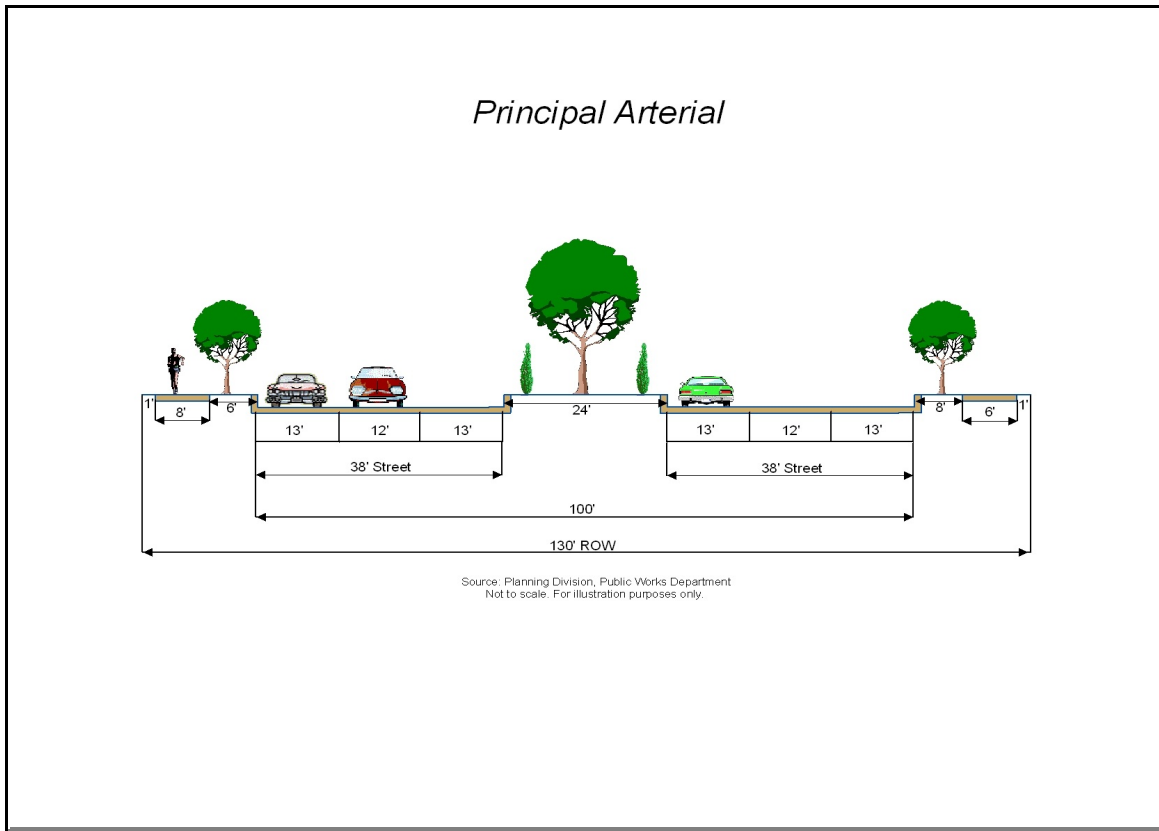 Principal Arterial
1' 8' 6' 24' 8' 6' 1'
13' 12' 13' 13' 12' 13'
38' Street 38' Street
100'
130' ROW
Source: Planning Division, Public Works Department
Not to scale. For illustration purposes only.